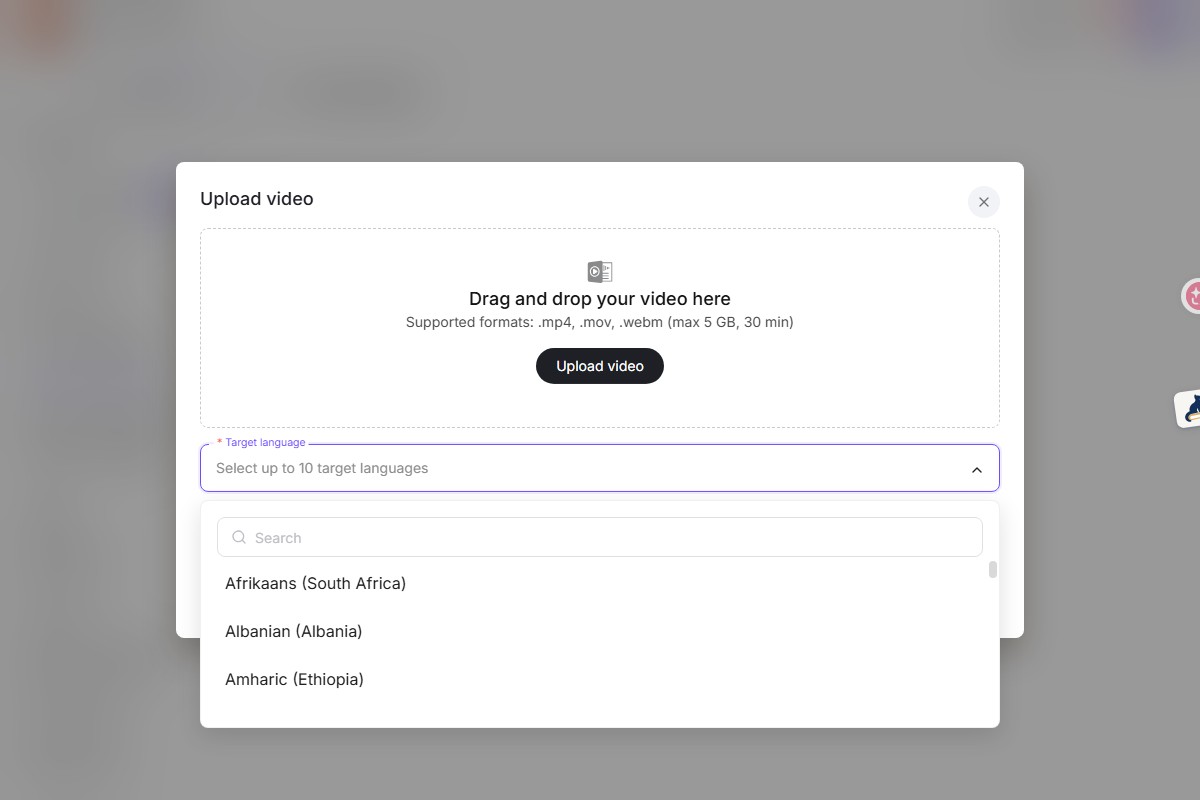 Upload video
Drag and drop your video here
Supported formats: .mp4, .mov, .webm (max 5 GB, 30 min)
Upload video
* Target language
Select up to 10 target languages
Search
Afrikaans (South Africa)
Albanian (Albania)
Amharic (Ethiopia)